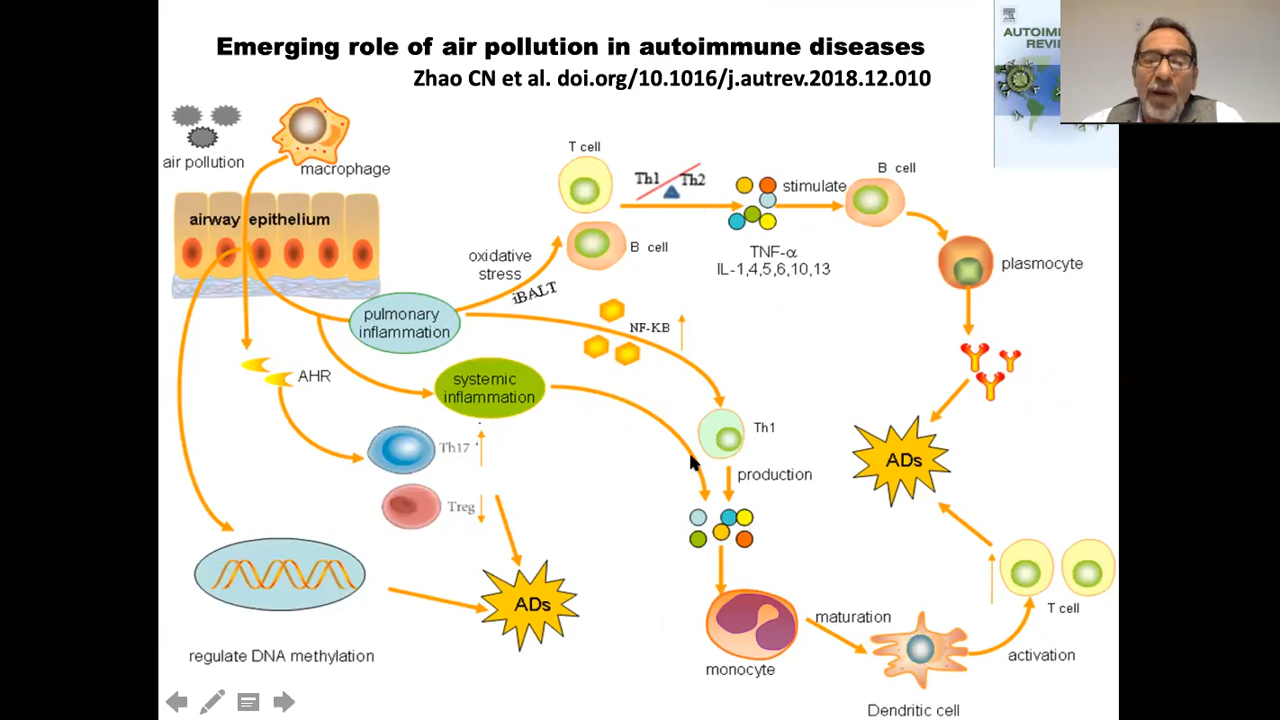 Emerging role of air pollution in autoimmune diseases
Zhao CN et al. doi.org/10.1016/j.autrev.2018.12.010
AUTOIM
REVI
air pollution
macrophage
airway epithelium
T cell
Th1
Th2
stimulate
B cell
oxidative
stress
B cell
iBALT
TNF-α
IL-1,4,5,6,10,13
plasmocyte
pulmonary
inflammation
NF-KB
AHR
systemic
inflammation
Th1
Th17
production
ADs
Treg
ADs
maturation
T cell
regulate DNA methylation
monocyte
activation
Dendritic cell